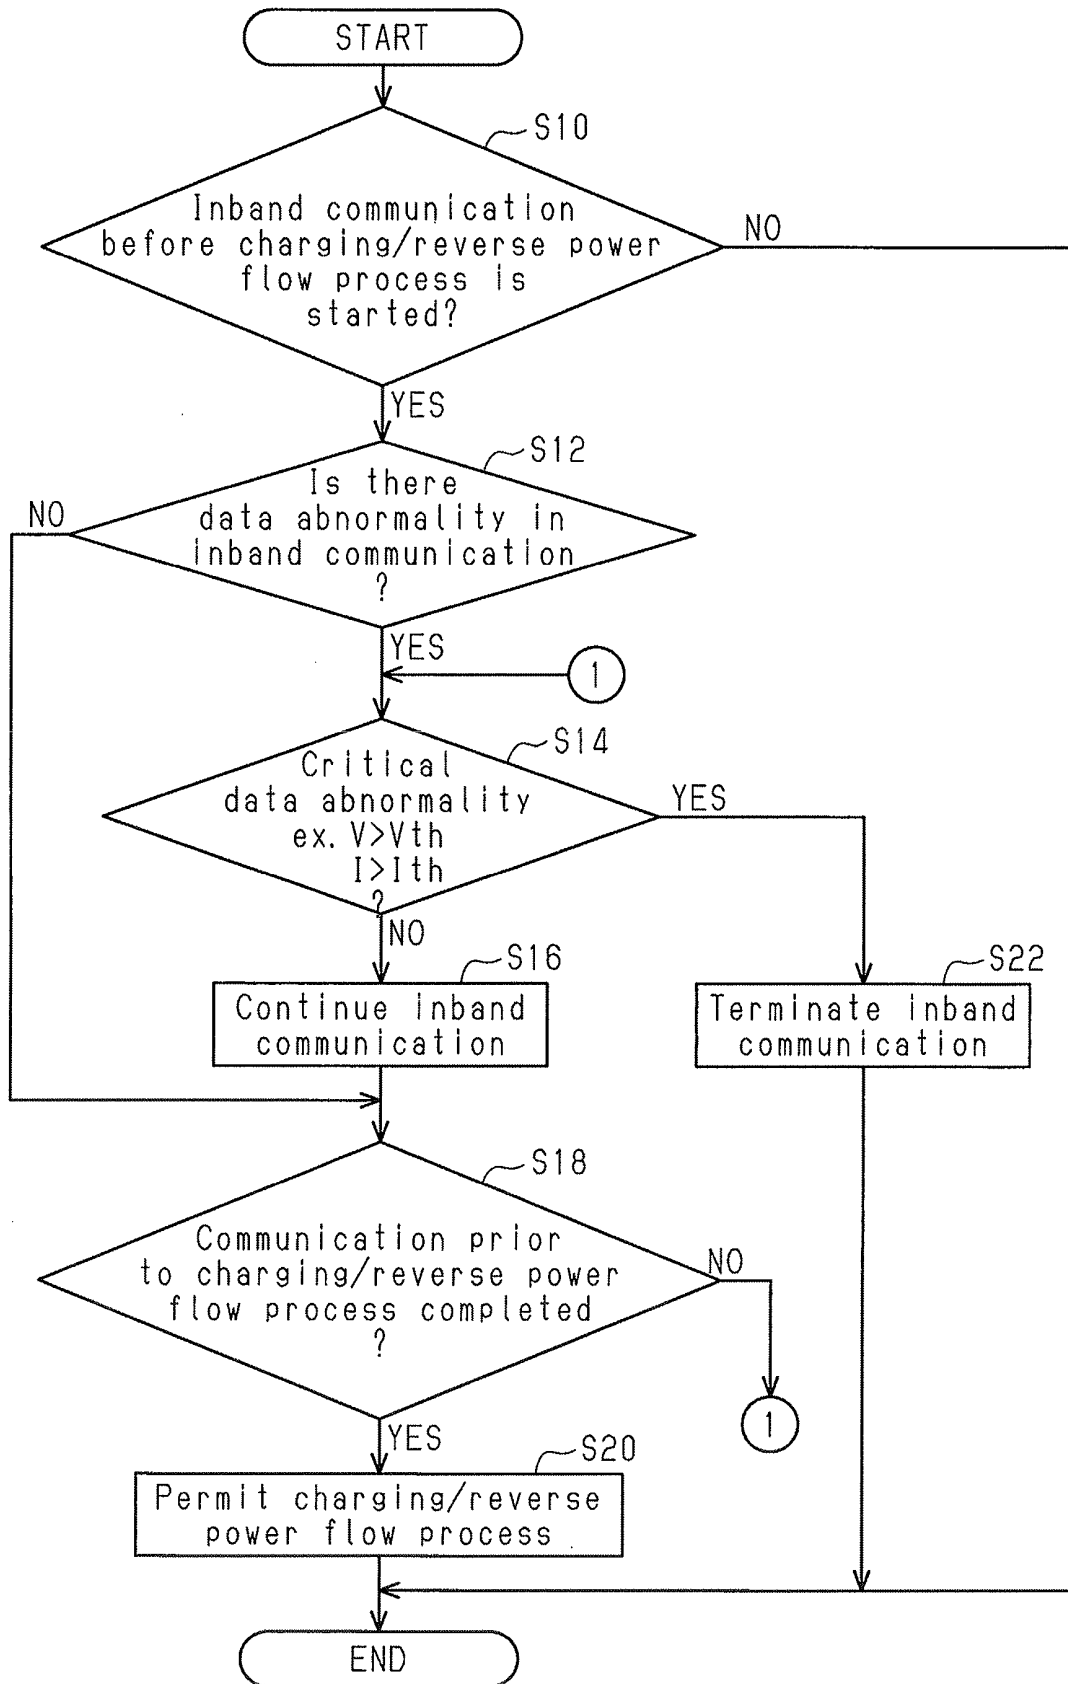 START
S10
Inband communication
before charging/reverse power
flow process is
started?
NO
YES
S12
Is there
data abnormality in
inband communication
?
NO
YES
1
S14
Critical
data abnormality
ex. V>Vth
I>Ith
?
YES
NO
S16
Continue inband
communication
S22
Terminate inband
communication
S18
Communication prior
to charging/reverse power
flow process completed
?
NO
1
YES
S20
Permit charging/reverse
power flow process
END